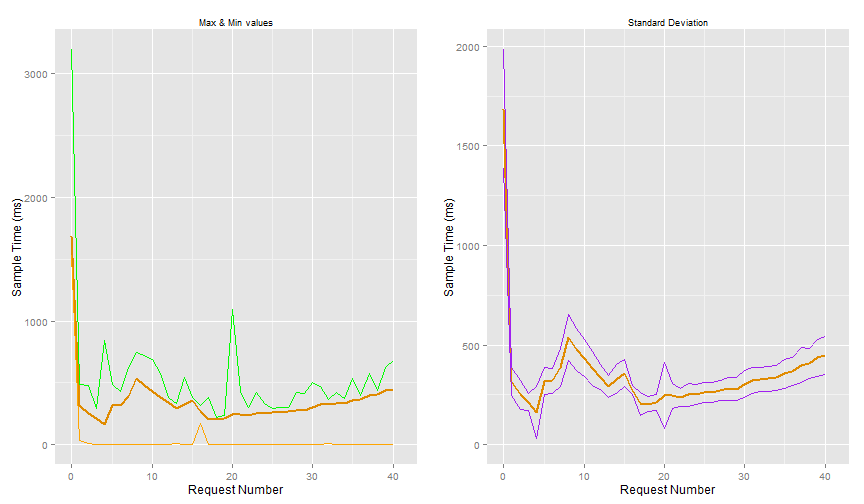 Max & Min values
Standard Deviation
3000
2000
1000
0
Sample Time (ms)
0 10 20 30 40
Request Number
2000
1500
1000
500
0
Sample Time (ms)
0 10 20 30 40
Request Number